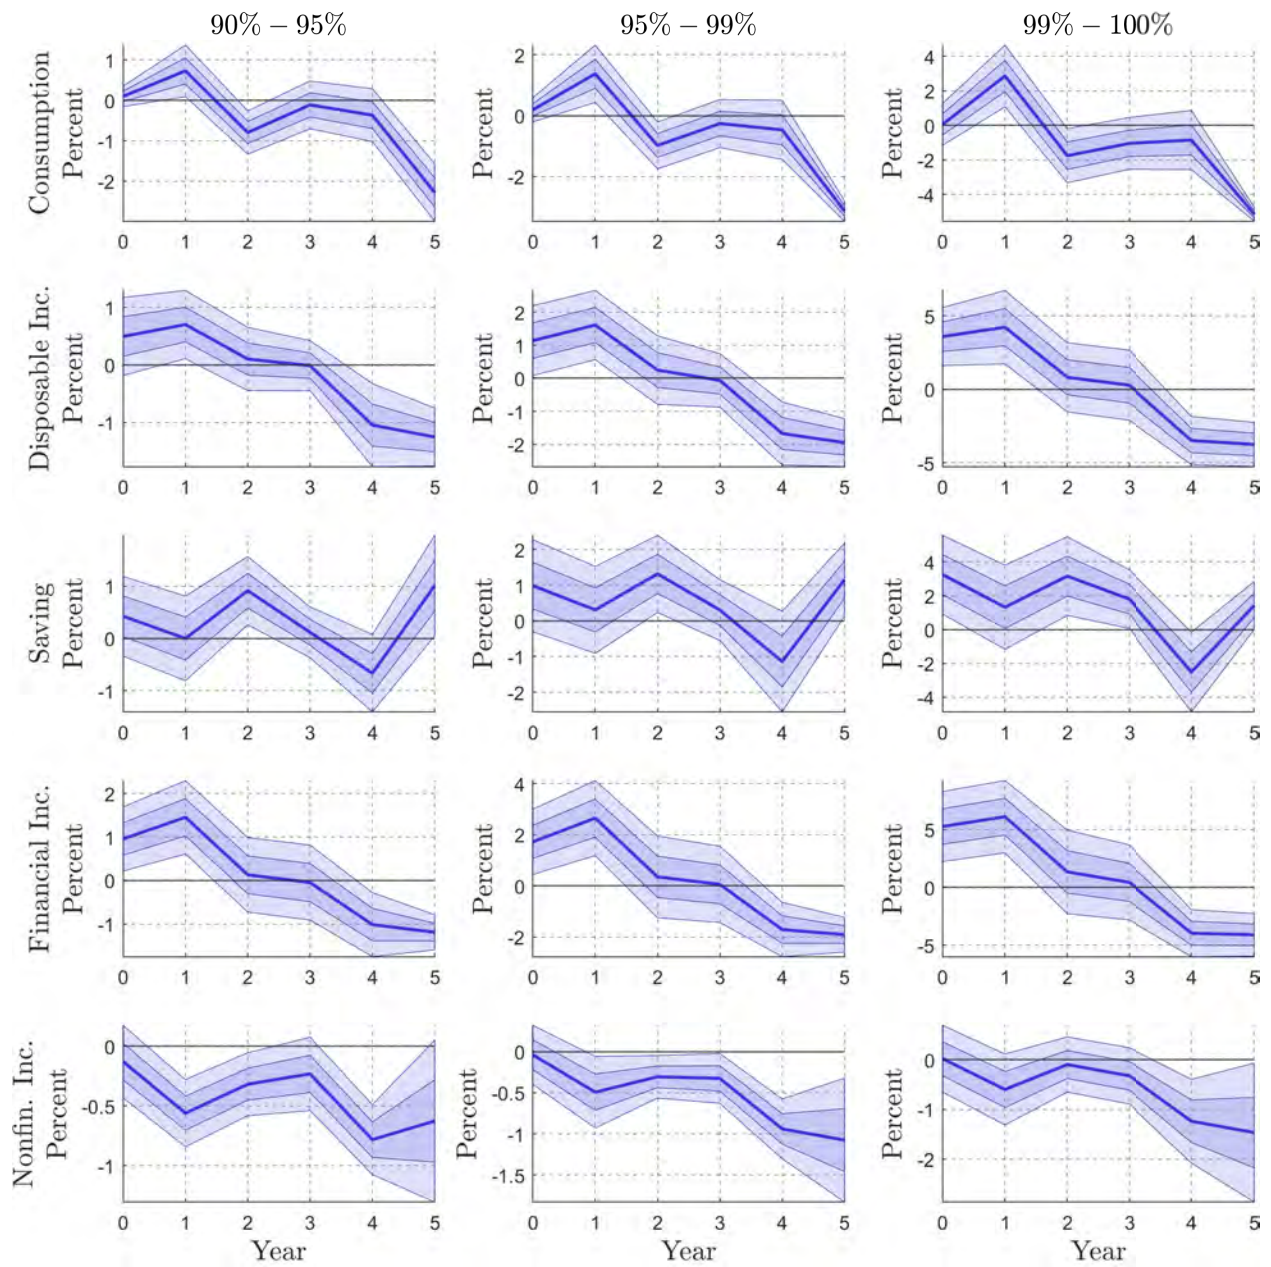 90% – 95%
95% – 99%
99% – 100%
Consumption
Percent
1
0
-1
-2
0 1 2 3 4 5
Percent
2
0
-2
0 1 2 3 4 5
Percent
4
2
0
-2
-4
0 1 2 3 4 5
Disposable Inc.
Percent
1
0
-1
0 1 2 3 4 5
Percent
2
1
0
-1
-2
0 1 2 3 4 5
Percent
5
0
-5
0 1 2 3 4 5
Saving
Percent
1
0
-1
0 1 2 3 4 5
Percent
2
1
0
-1
-2
0 1 2 3 4 5
Percent
4
2
0
-2
-4
0 1 2 3 4 5
Financial Inc.
Percent
2
1
0
-1
0 1 2 3 4 5
Percent
4
2
0
-2
0 1 2 3 4 5
Percent
5
0
-5
0 1 2 3 4 5
Nonfin. Inc.
Percent
0
-0.5
-1
0 1 2 3 4 5
Year
Percent
0
-0.5
-1
-1.5
0 1 2 3 4 5
Year
Percent
0
-1
-2
0 1 2 3 4 5
Year